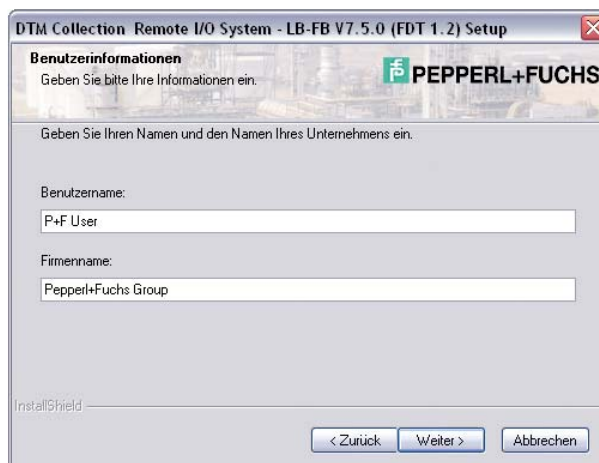 DTM Collection Remote I/O System - LB-FB V7.5.0 (FDT 1.2) Setup
Benutzerinformationen
Geben Sie bitte Ihre Informationen ein.
PEPPERL+FUCHS
Geben Sie Ihren Namen und den Namen Ihres Unternehmens ein.
Benutzername:
P+F User
Firmenname:
Pepperl+Fuchs Group
InstallShield
< Zurück
Weiter >
Abbrechen